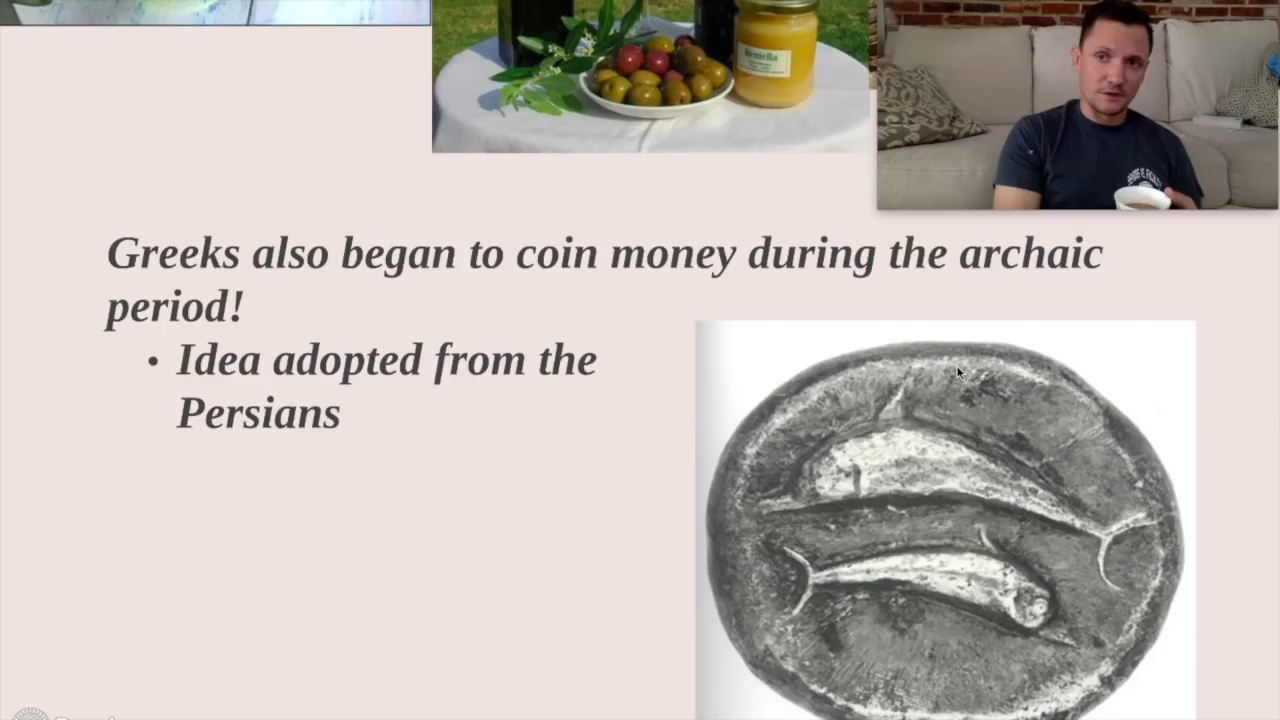 Greeks also began to coin money during the archaic
period!
• Idea adopted from the
Persians